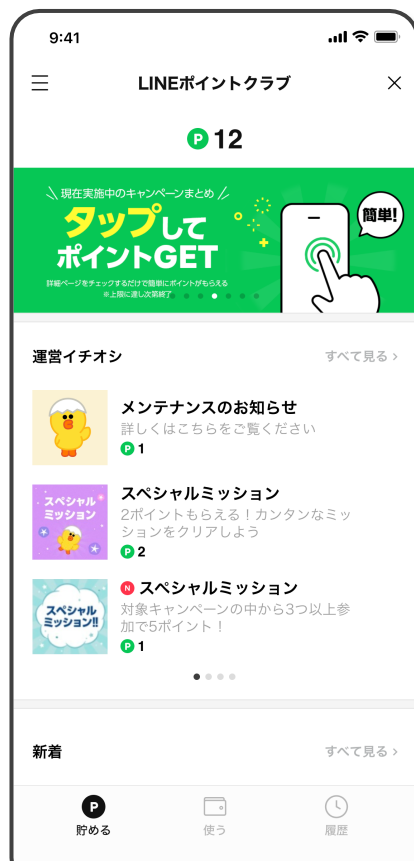 9:41
LINEポイントクラブ
P 12
現在実施中のキャンペーンまとめ
タップして
ポイントGET
簡単!
詳細ページをチェックするだけで簡単にポイントがもらえる
※上限に達し次第終了
運営イチオシ
すべて見る
メンテナンスのお知らせ
詳しくはこちらをご覧ください
P 1
スペシャル
ミッション
スペシャルミッション
2ポイントもらえる！カンタンなミッ
ションをクリアしよう
P 2
スペシャル
ミッション!!
N スペシャルミッション
対象キャンペーンの中から3つ以上参
加で5ポイント！
P 1
新着
すべて見る
P
貯める
使う
履歴